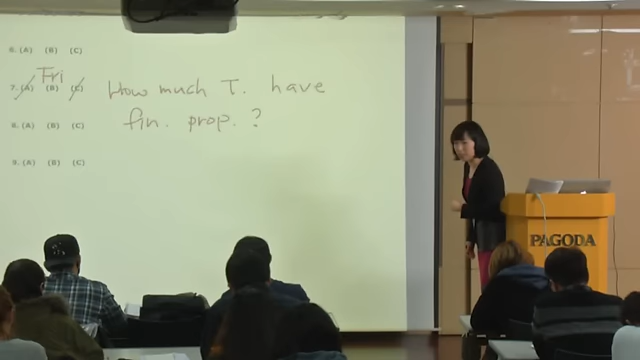 6. (A) (B) (C)
Fri
7. (A) (B) (C) How much T. have
fin. prop. ?
8. (A) (B) (C)
9. (A) (B) (C)
PAGODA